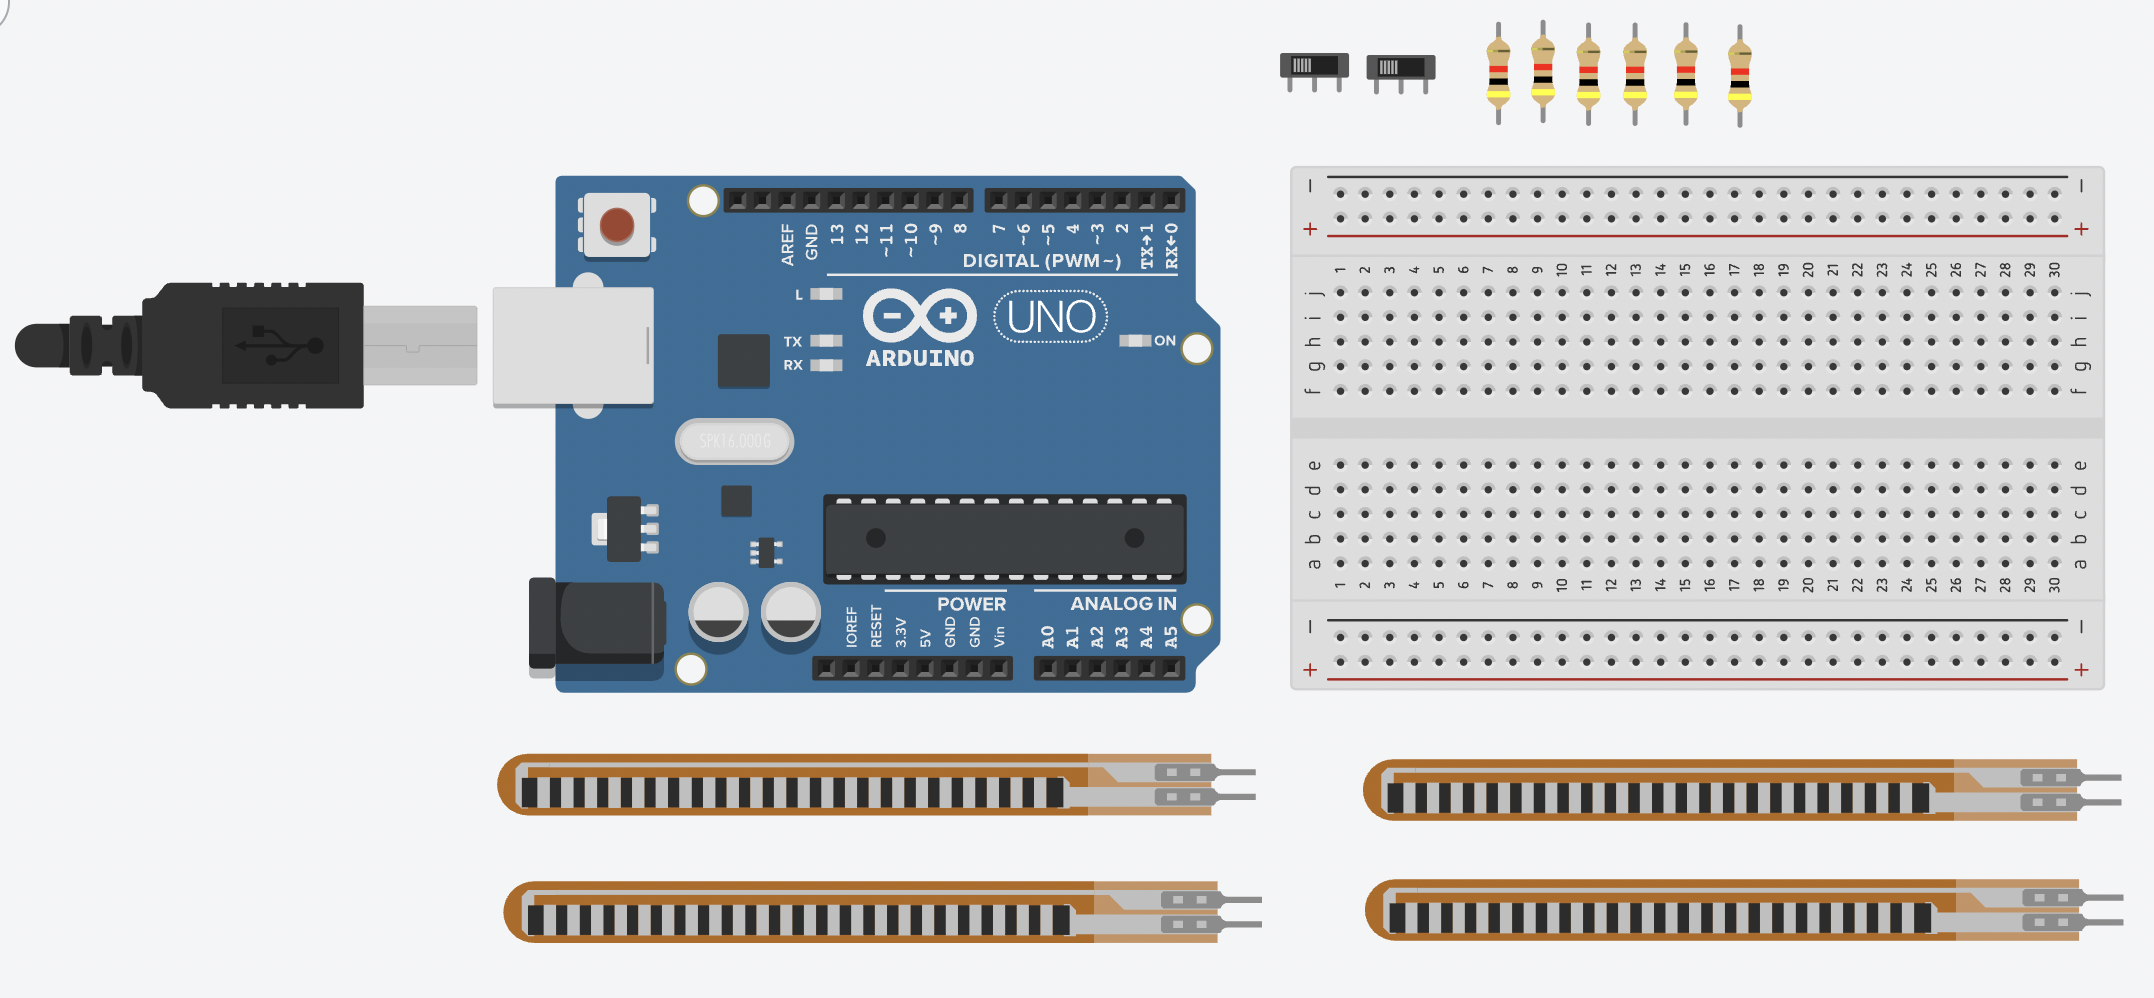 AREF GND 13 12 ~11 ~10 ~9 8 7 ~6 ~5 4 ~3 2 TX→1 RX←0
DIGITAL (PWM~)
L
TX
RX
UNO
ON
ARDUINO
SPK16.000G
POWER
ANALOG IN
IOREF RESET 3.3V 5V GND GND Vin A0 A1 A2 A3 A4 A5
− −
+ +
1 2 3 4 5 6 7 8 9 10 11 12 13 14 15 16 17 18 19 20 21 22 23 24 25 26 27 28 29 30
j j
i i
h h
g g
f f
e e
d d
c c
b b
a a
1 2 3 4 5 6 7 8 9 10 11 12 13 14 15 16 17 18 19 20 21 22 23 24 25 26 27 28 29 30
− −
+ +